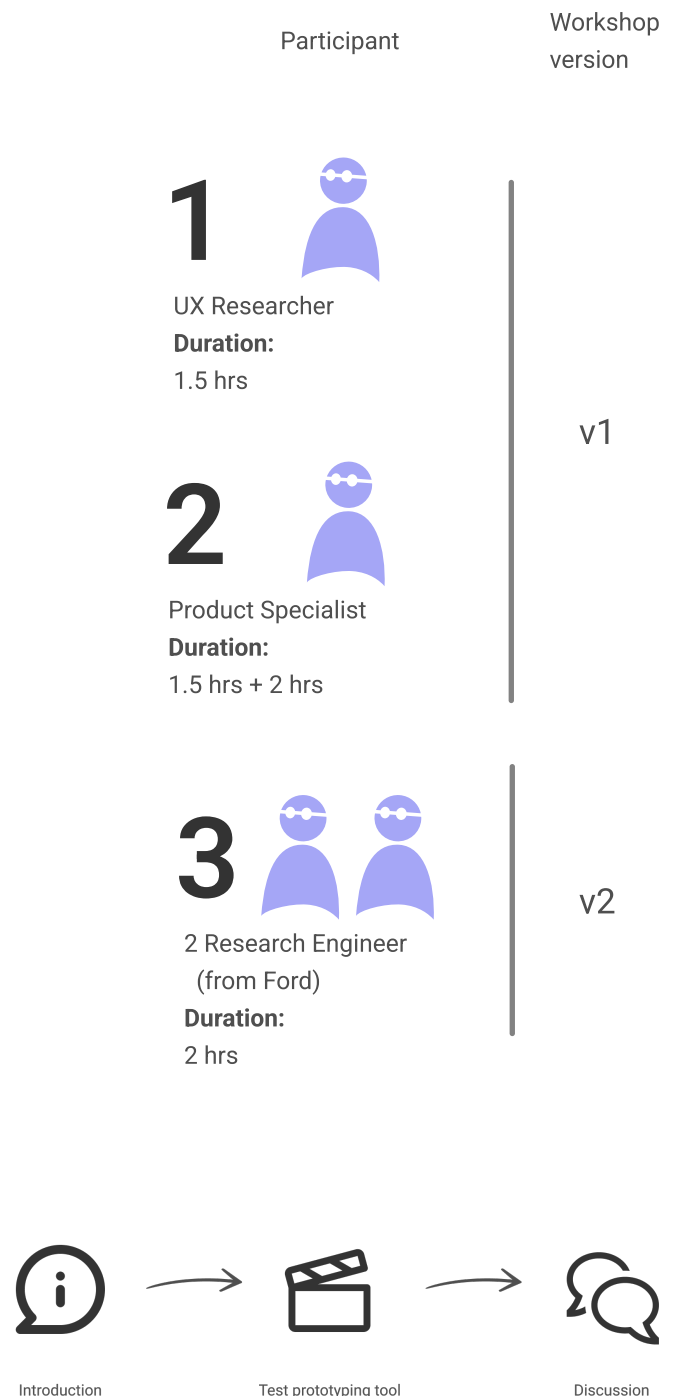 Participant
Workshop
version
1
UX Researcher
Duration:
1.5 hrs
v1
2
Product Specialist
Duration:
1.5 hrs + 2 hrs
3
2 Research Engineer
(from Ford)
Duration:
2 hrs
v2
Introduction
Test prototyping tool
Discussion